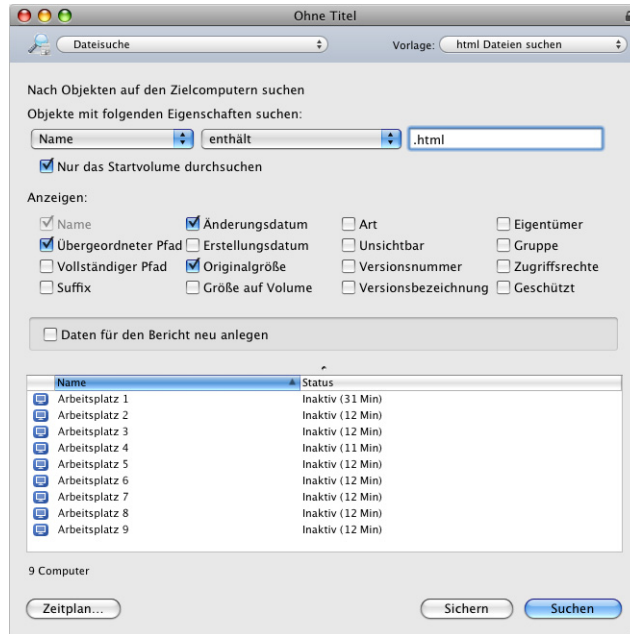 Ohne Titel
Dateisuche Vorlage: html Dateien suchen
Nach Objekten auf den Zielcomputern suchen
Objekte mit folgenden Eigenschaften suchen:
Name enthält .html
Nur das Startvolume durchsuchen
Anzeigen:
Name Änderungsdatum Art Eigentümer
Übergeordneter Pfad Erstellungsdatum Unsichtbar Gruppe
Vollständiger Pfad Originalgröße Versionsnummer Zugriffsrechte
Suffix Größe auf Volume Versionsbezeichnung Geschützt
Daten für den Bericht neu anlegen
Name Status
Arbeitsplatz 1 Inaktiv (31 Min)
Arbeitsplatz 2 Inaktiv (12 Min)
Arbeitsplatz 3 Inaktiv (12 Min)
Arbeitsplatz 4 Inaktiv (11 Min)
Arbeitsplatz 5 Inaktiv (12 Min)
Arbeitsplatz 6 Inaktiv (12 Min)
Arbeitsplatz 7 Inaktiv (12 Min)
Arbeitsplatz 8 Inaktiv (12 Min)
Arbeitsplatz 9 Inaktiv (12 Min)
9 Computer
Zeitplan... Sichern Suchen